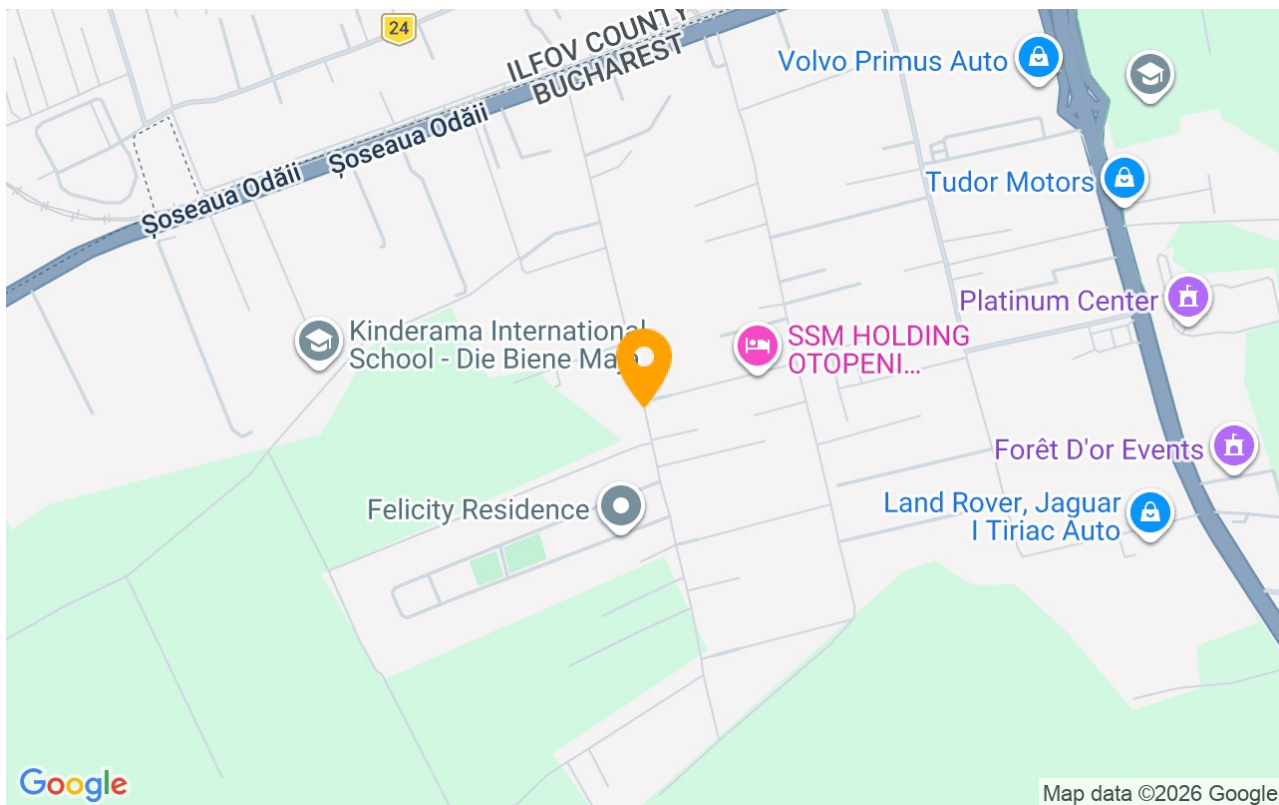 24
ILFOV COUNTY
BUCHAREST
Volvo Primus Auto
Șoseaua Odăii
Șoseaua Odăii
Tudor Motors
Platinum Center
Kinderama International
School - Die Biene Maja
SSM HOLDING
OTOPENI...
Forêt D'or Events
Felicity Residence
Land Rover, Jaguar
I Tiriac Auto
Google
Map data ©2026 Google